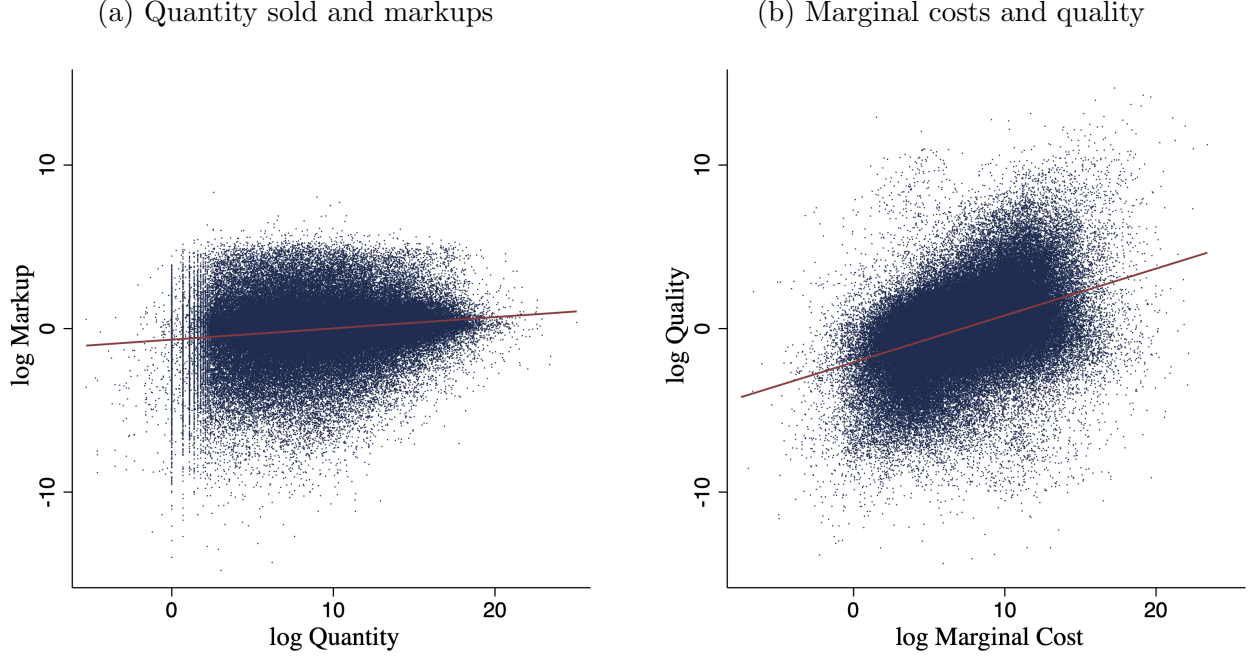 (a) Quantity sold and markups
log Markup
10
0
-10
0
10
20
log Quantity
(b) Marginal costs and quality
log Quality
10
0
-10
0
10
20
log Marginal Cost